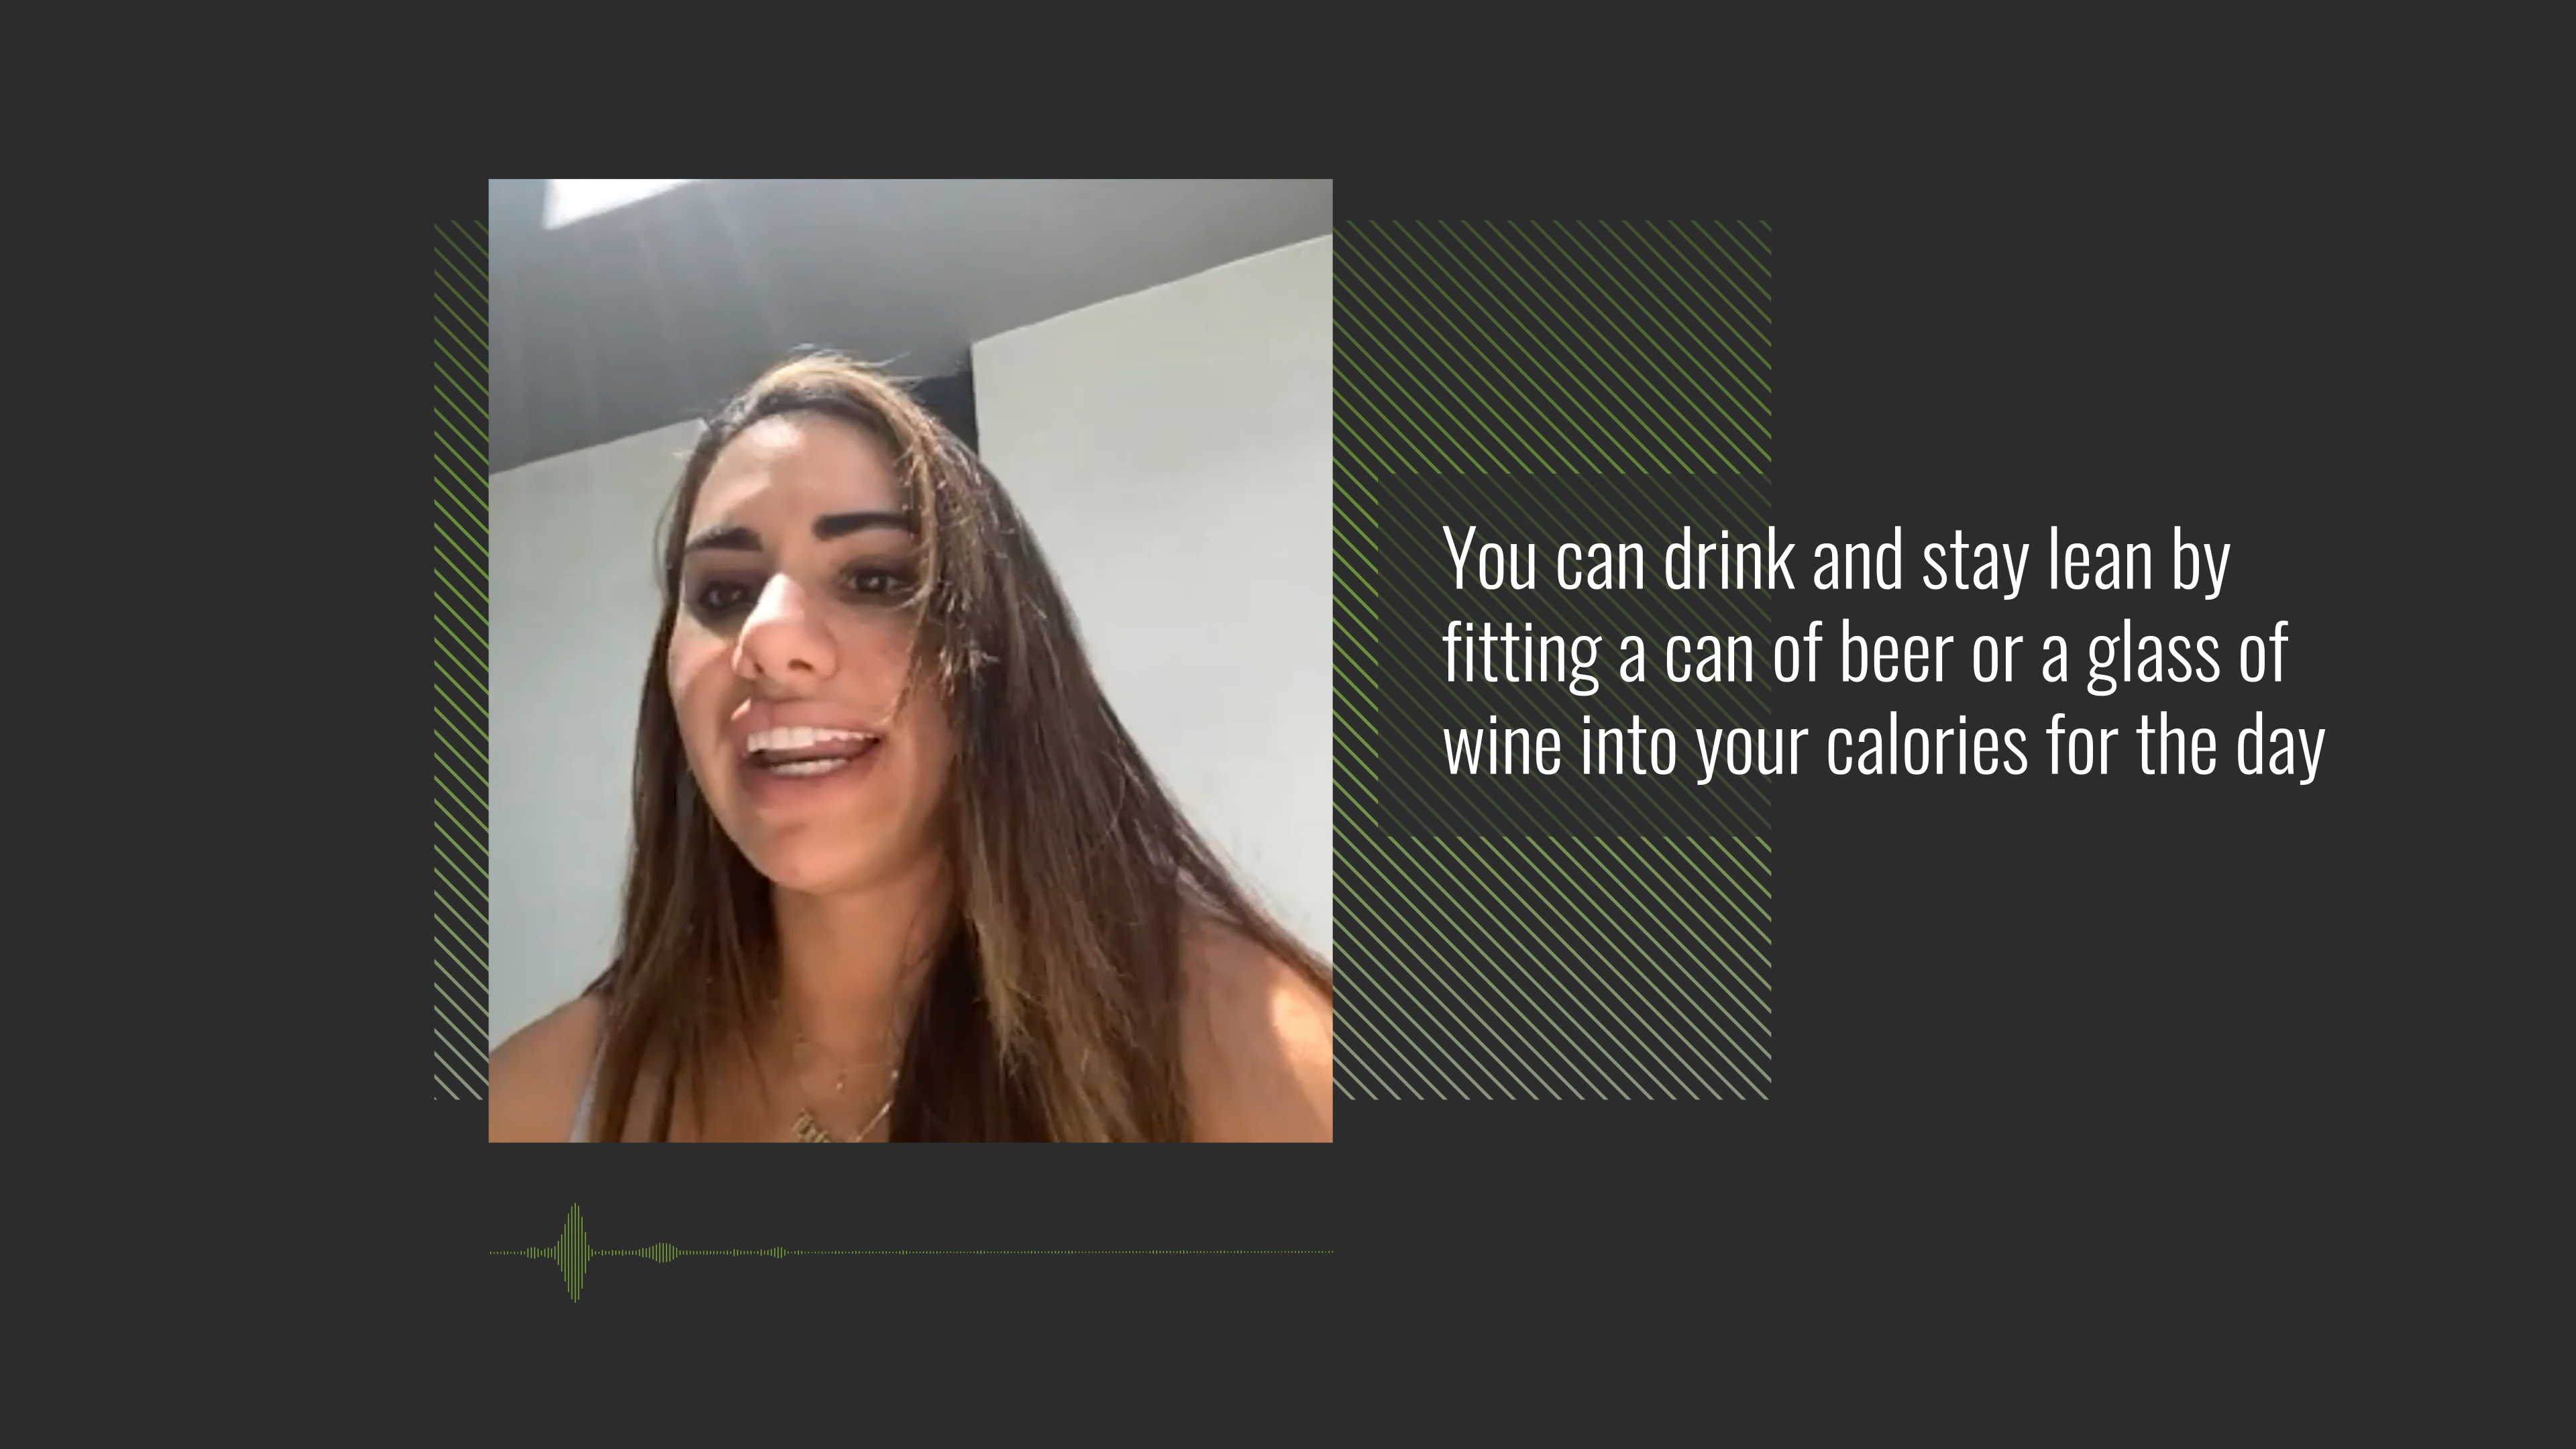 You can drink and stay lean by
fitting a can of beer or a glass of
wine into your calories for the day